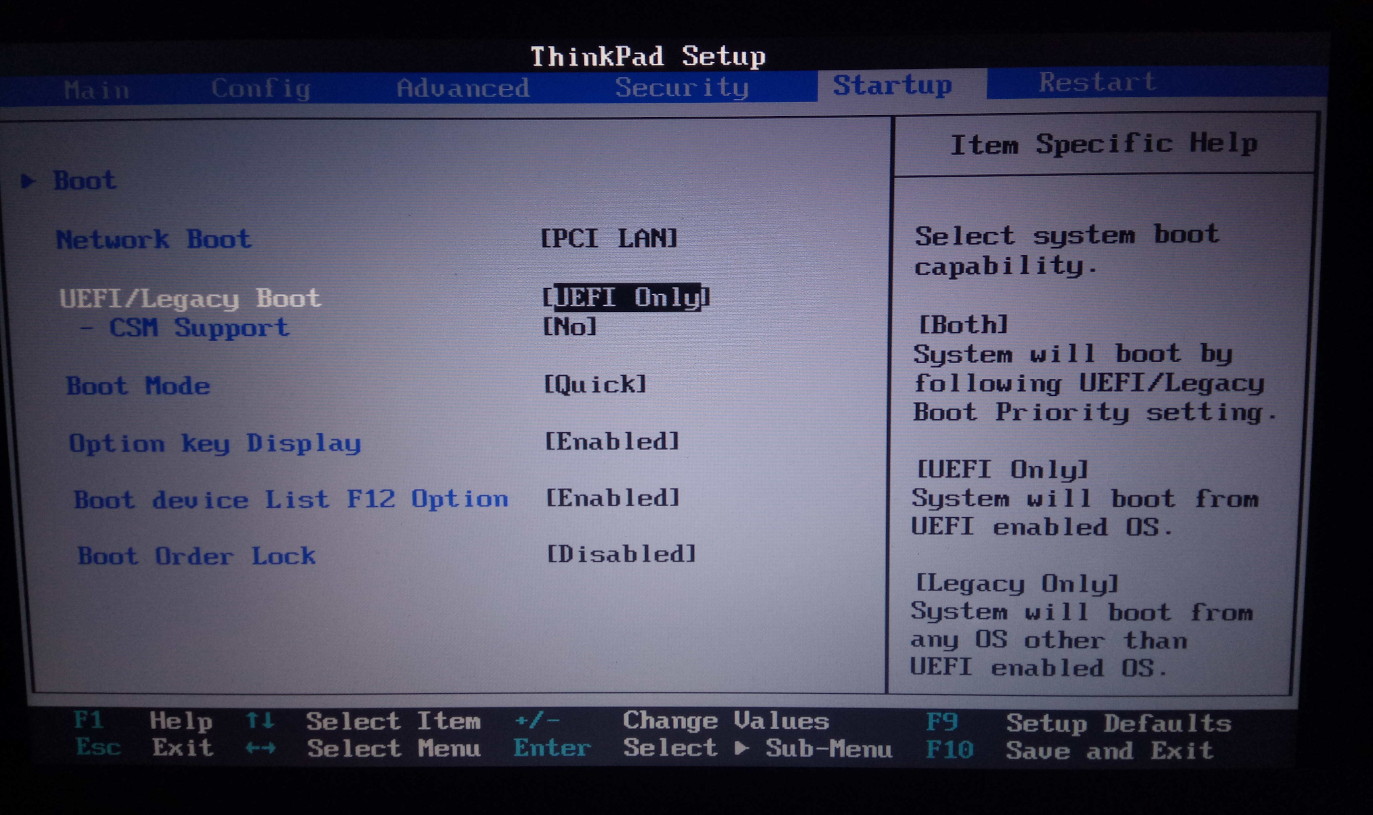 ThinkPad Setup
Main Config Advanced Security Startup Restart
Item Specific Help
▶ Boot
Network Boot [PCI LAN]
UEFI/Legacy Boot [UEFI Only]
- CSM Support [No]
Boot Mode [Quick]
Option key Display [Enabled]
Boot device List F12 Option [Enabled]
Boot Order Lock [Disabled]
Select system boot
capability.
[Both]
System will boot by
following UEFI/Legacy
Boot Priority setting.
[UEFI Only]
System will boot from
UEFI enabled OS.
[Legacy Only]
System will boot from
any OS other than
UEFI enabled OS.
F1 Help ↑↓ Select Item +/- Change Values F9 Setup Defaults
Esc Exit ←→ Select Menu Enter Select ▶ Sub-Menu F10 Save and Exit